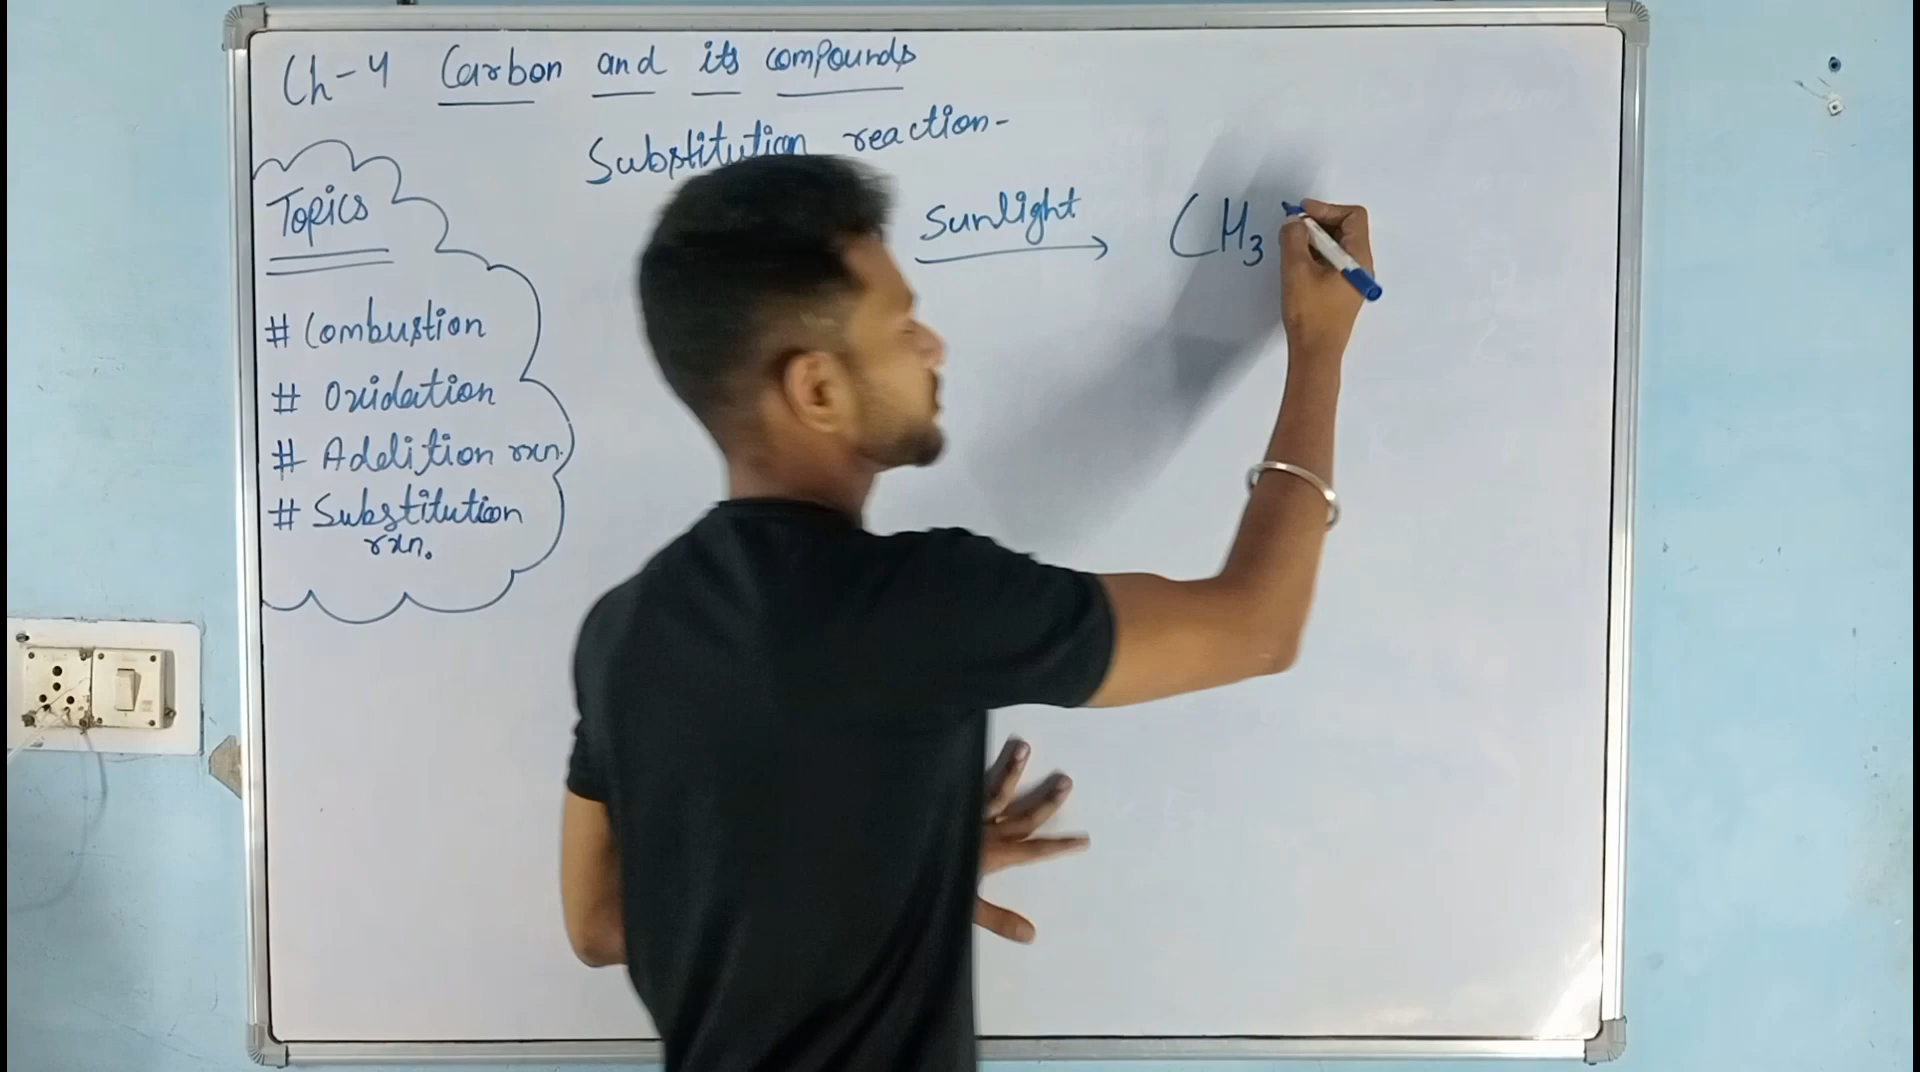 Ch-4 Carbon and its compounds
Substitution reaction-
Sunlight
CH3
Topics
# Combustion
# Oxidation
# Addition rxn.
# Substitution
rxn.